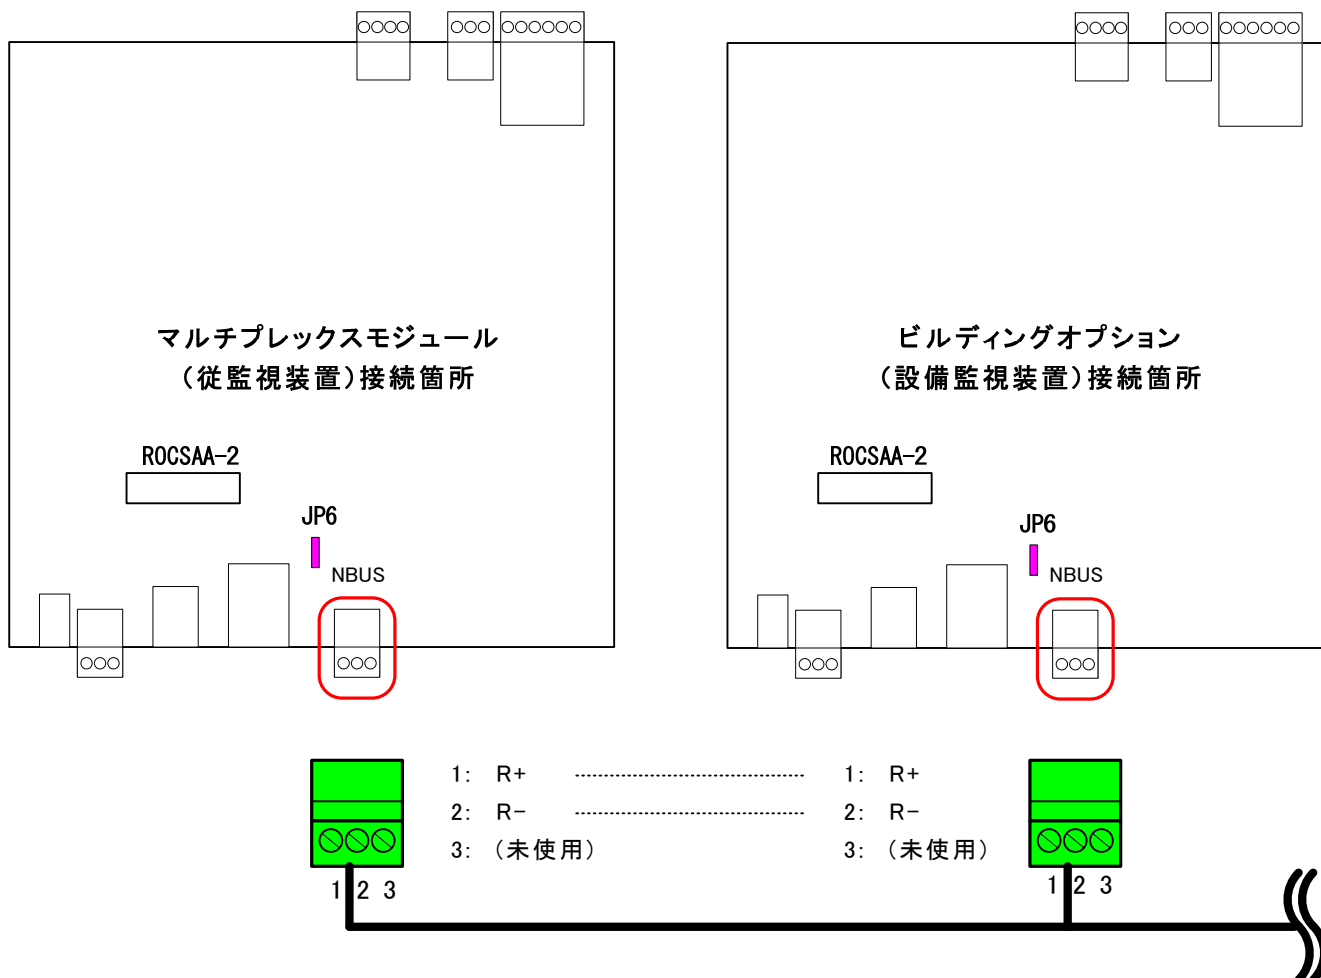 マルチプレックスモジュール
(従監視装置)接続箇所
ROCSAA-2
JP6
NBUS
ビルディングオプション
(設備監視装置)接続箇所
ROCSAA-2
JP6
NBUS
1: R+ 1: R+
2: R- 2: R-
3: (未使用) 3: (未使用)
1 2 3
1 2 3